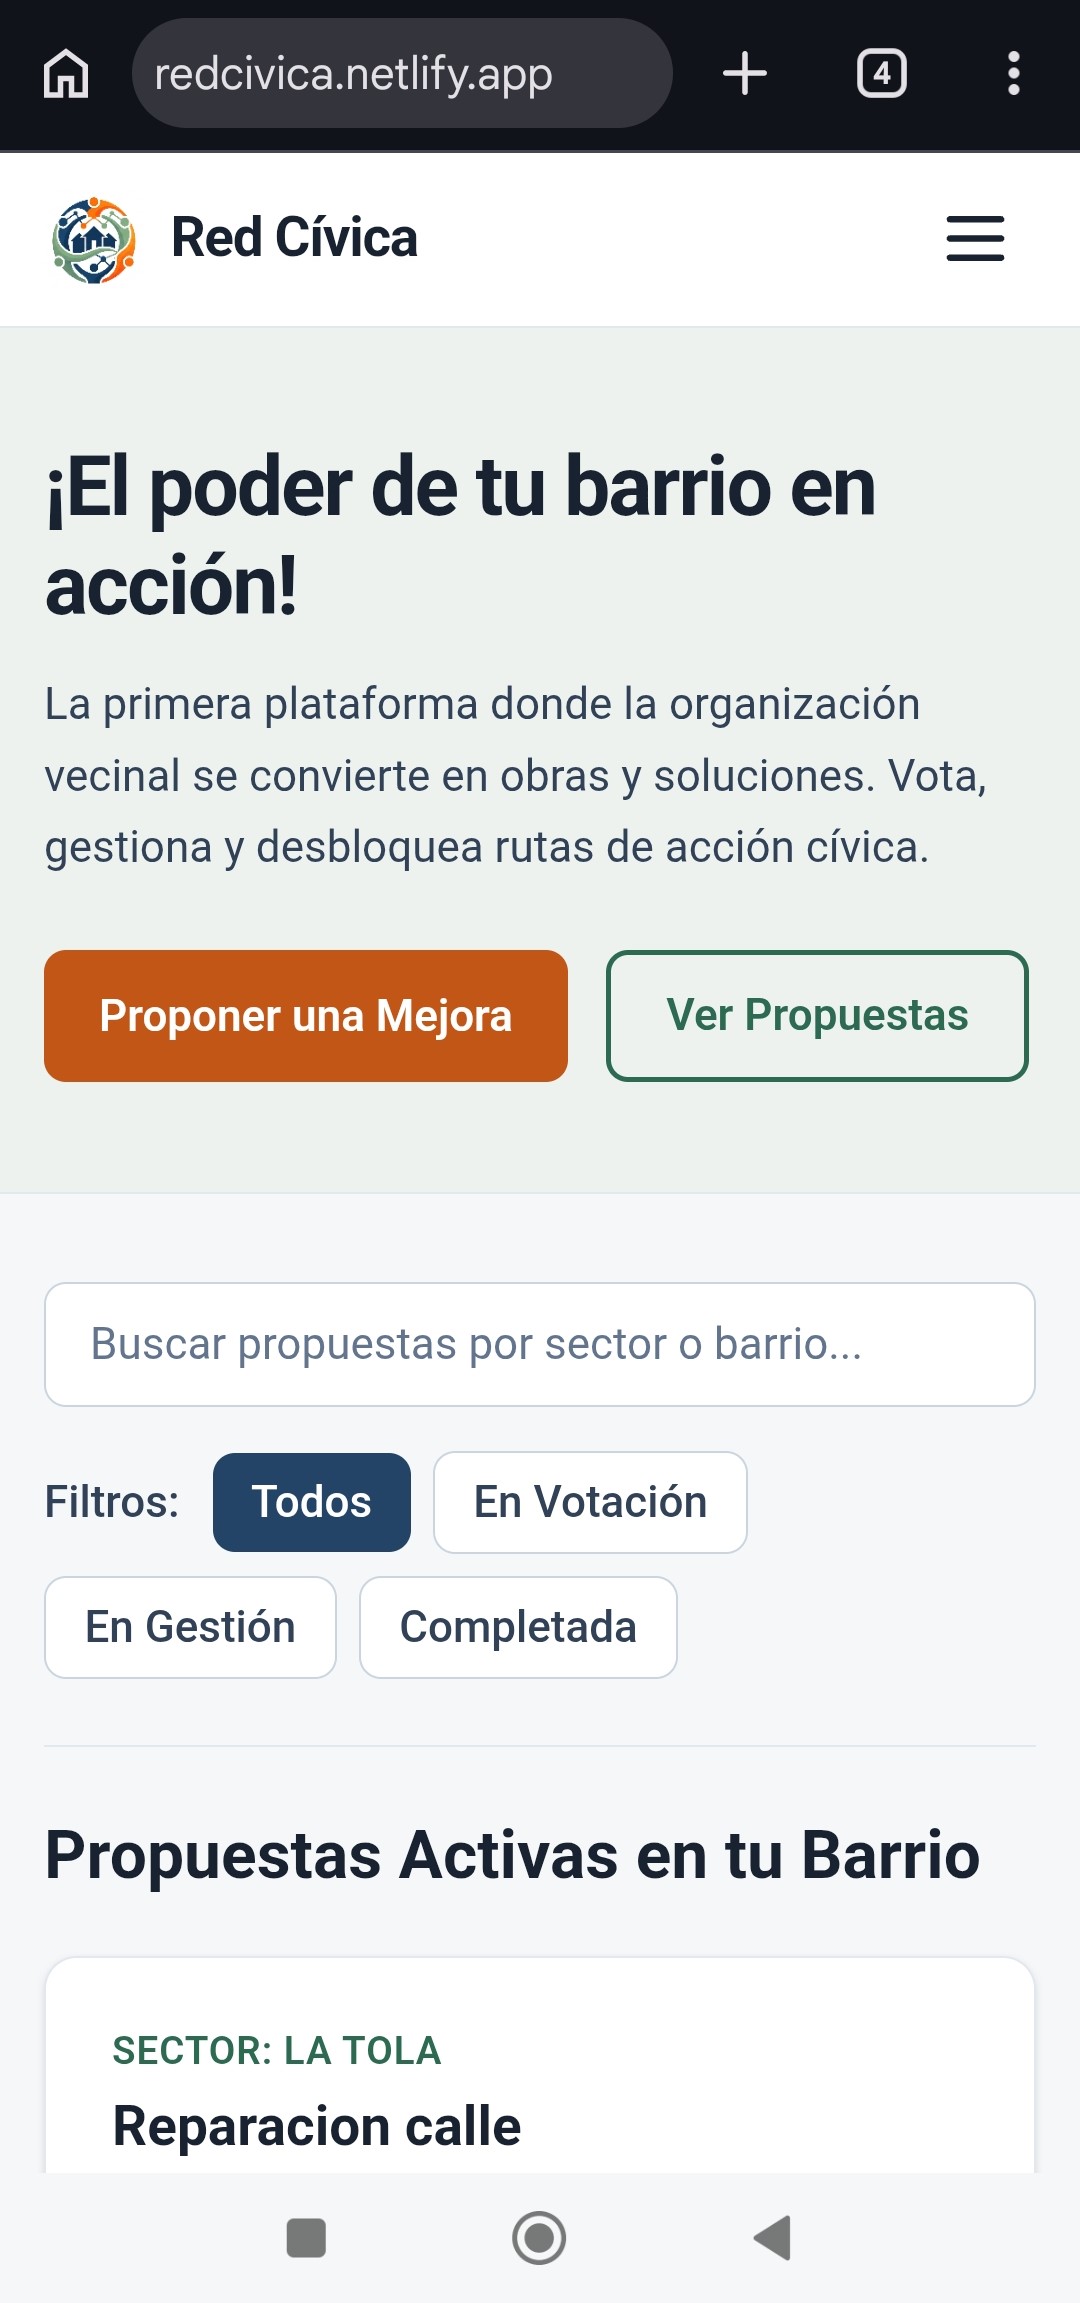 redcivica.netlify.app
4
Red Cívica
¡El poder de tu barrio en
acción!
La primera plataforma donde la organización
vecinal se convierte en obras y soluciones. Vota,
gestiona y desbloquea rutas de acción cívica.
Proponer una Mejora
Ver Propuestas
Buscar propuestas por sector o barrio...
Filtros:
Todos
En Votación
En Gestión
Completada
Propuestas Activas en tu Barrio
SECTOR: LA TOLA
Reparacion calle